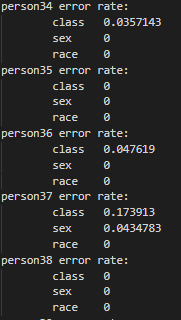 person34 error rate:
class 0.0357143
sex 0
race 0
person35 error rate:
class 0
sex 0
race 0
person36 error rate:
class 0.047619
sex 0
race 0
person37 error rate:
class 0.173913
sex 0.0434783
race 0
person38 error rate:
class 0
sex 0
race 0